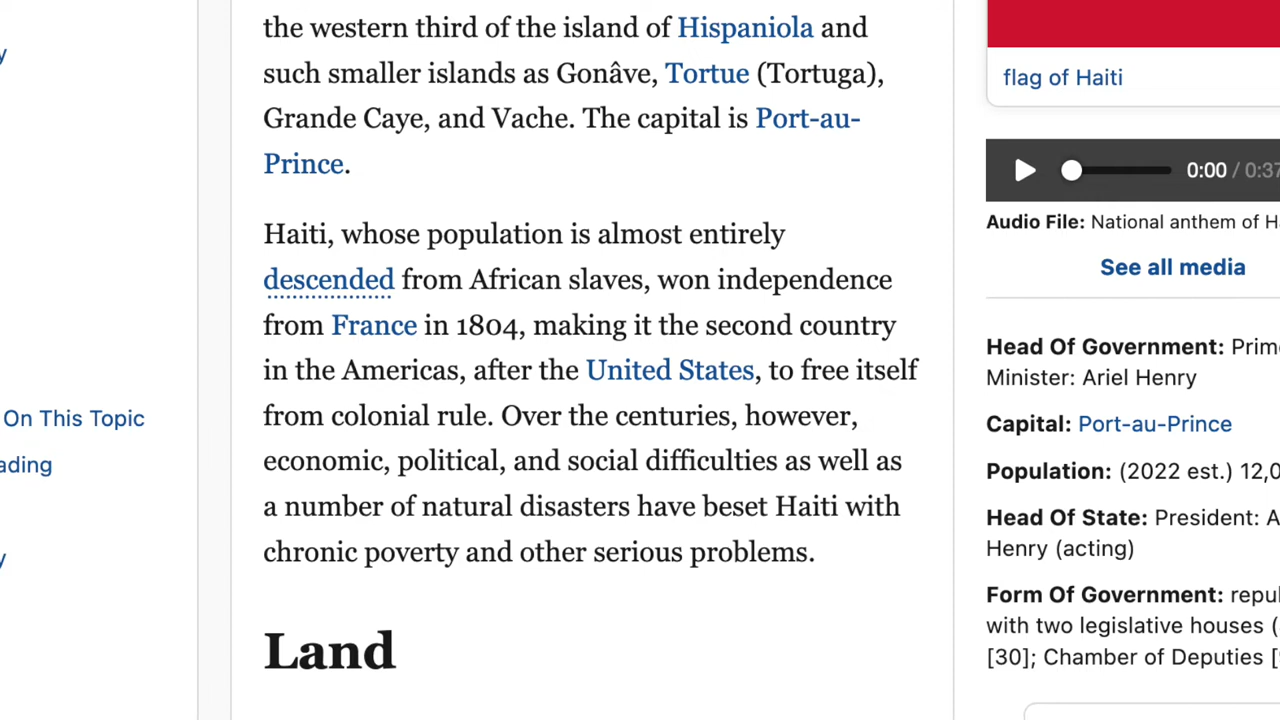 the western third of the island of Hispaniola and
such smaller islands as Gonâve, Tortue (Tortuga),
Grande Caye, and Vache. The capital is Port-au-
Prince.
Haiti, whose population is almost entirely
descended from African slaves, won independence
from France in 1804, making it the second country
in the Americas, after the United States, to free itself
from colonial rule. Over the centuries, however,
economic, political, and social difficulties as well as
a number of natural disasters have beset Haiti with
chronic poverty and other serious problems.
Land
On This Topic
flag of Haiti
0:00 / 0:37
Audio File: National anthem of
See all media
Head Of Government:
Minister: Ariel Henry
Capital: Port-au-Prince
Population: (2022 est.)
Head Of State: President:
Henry (acting)
Form Of Government:
with two legislative houses
[30]; Chamber of Deputies